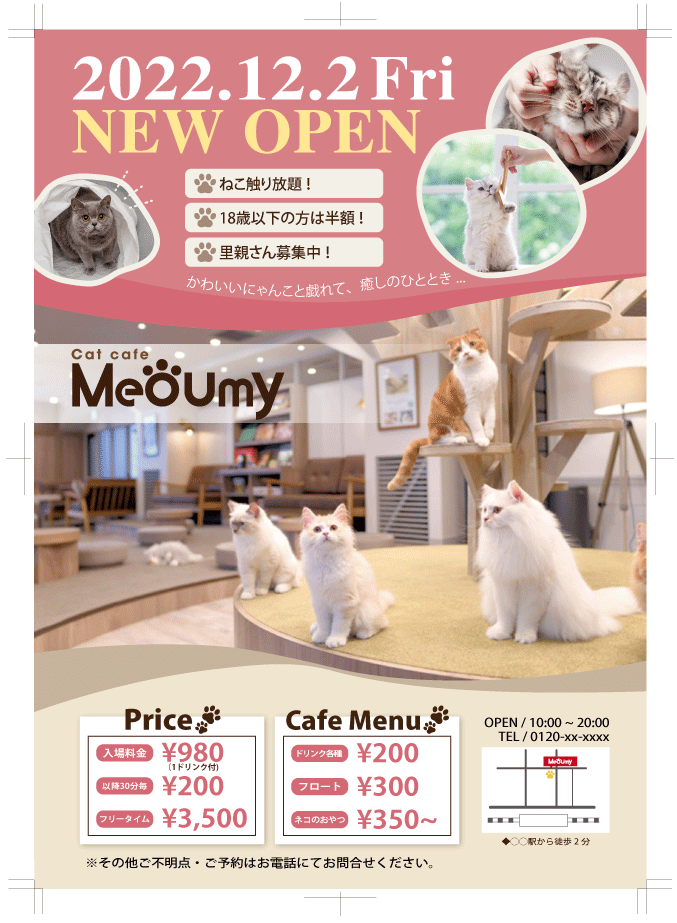 2022.12.2 Fri
NEW OPEN
ねこ触り放題！
18歳以下の方は半額！
里親さん募集中！
かわいいにゃんこと戯れて、癒しのひととき...
Cat cafe
MeoUmy
Price
入場料金 ¥980
(1ドリンク付)
以降30分毎 ¥200
フリータイム ¥3,500
Cafe Menu
ドリンク各種 ¥200
フロート ¥300
ネコのおやつ ¥350~
OPEN / 10:00 ~ 20:00
TEL / 0120-xx-xxxx
MeoUmy
◆○○駅から徒歩2分
※その他ご不明点・ご予約はお電話にてお問合せください。